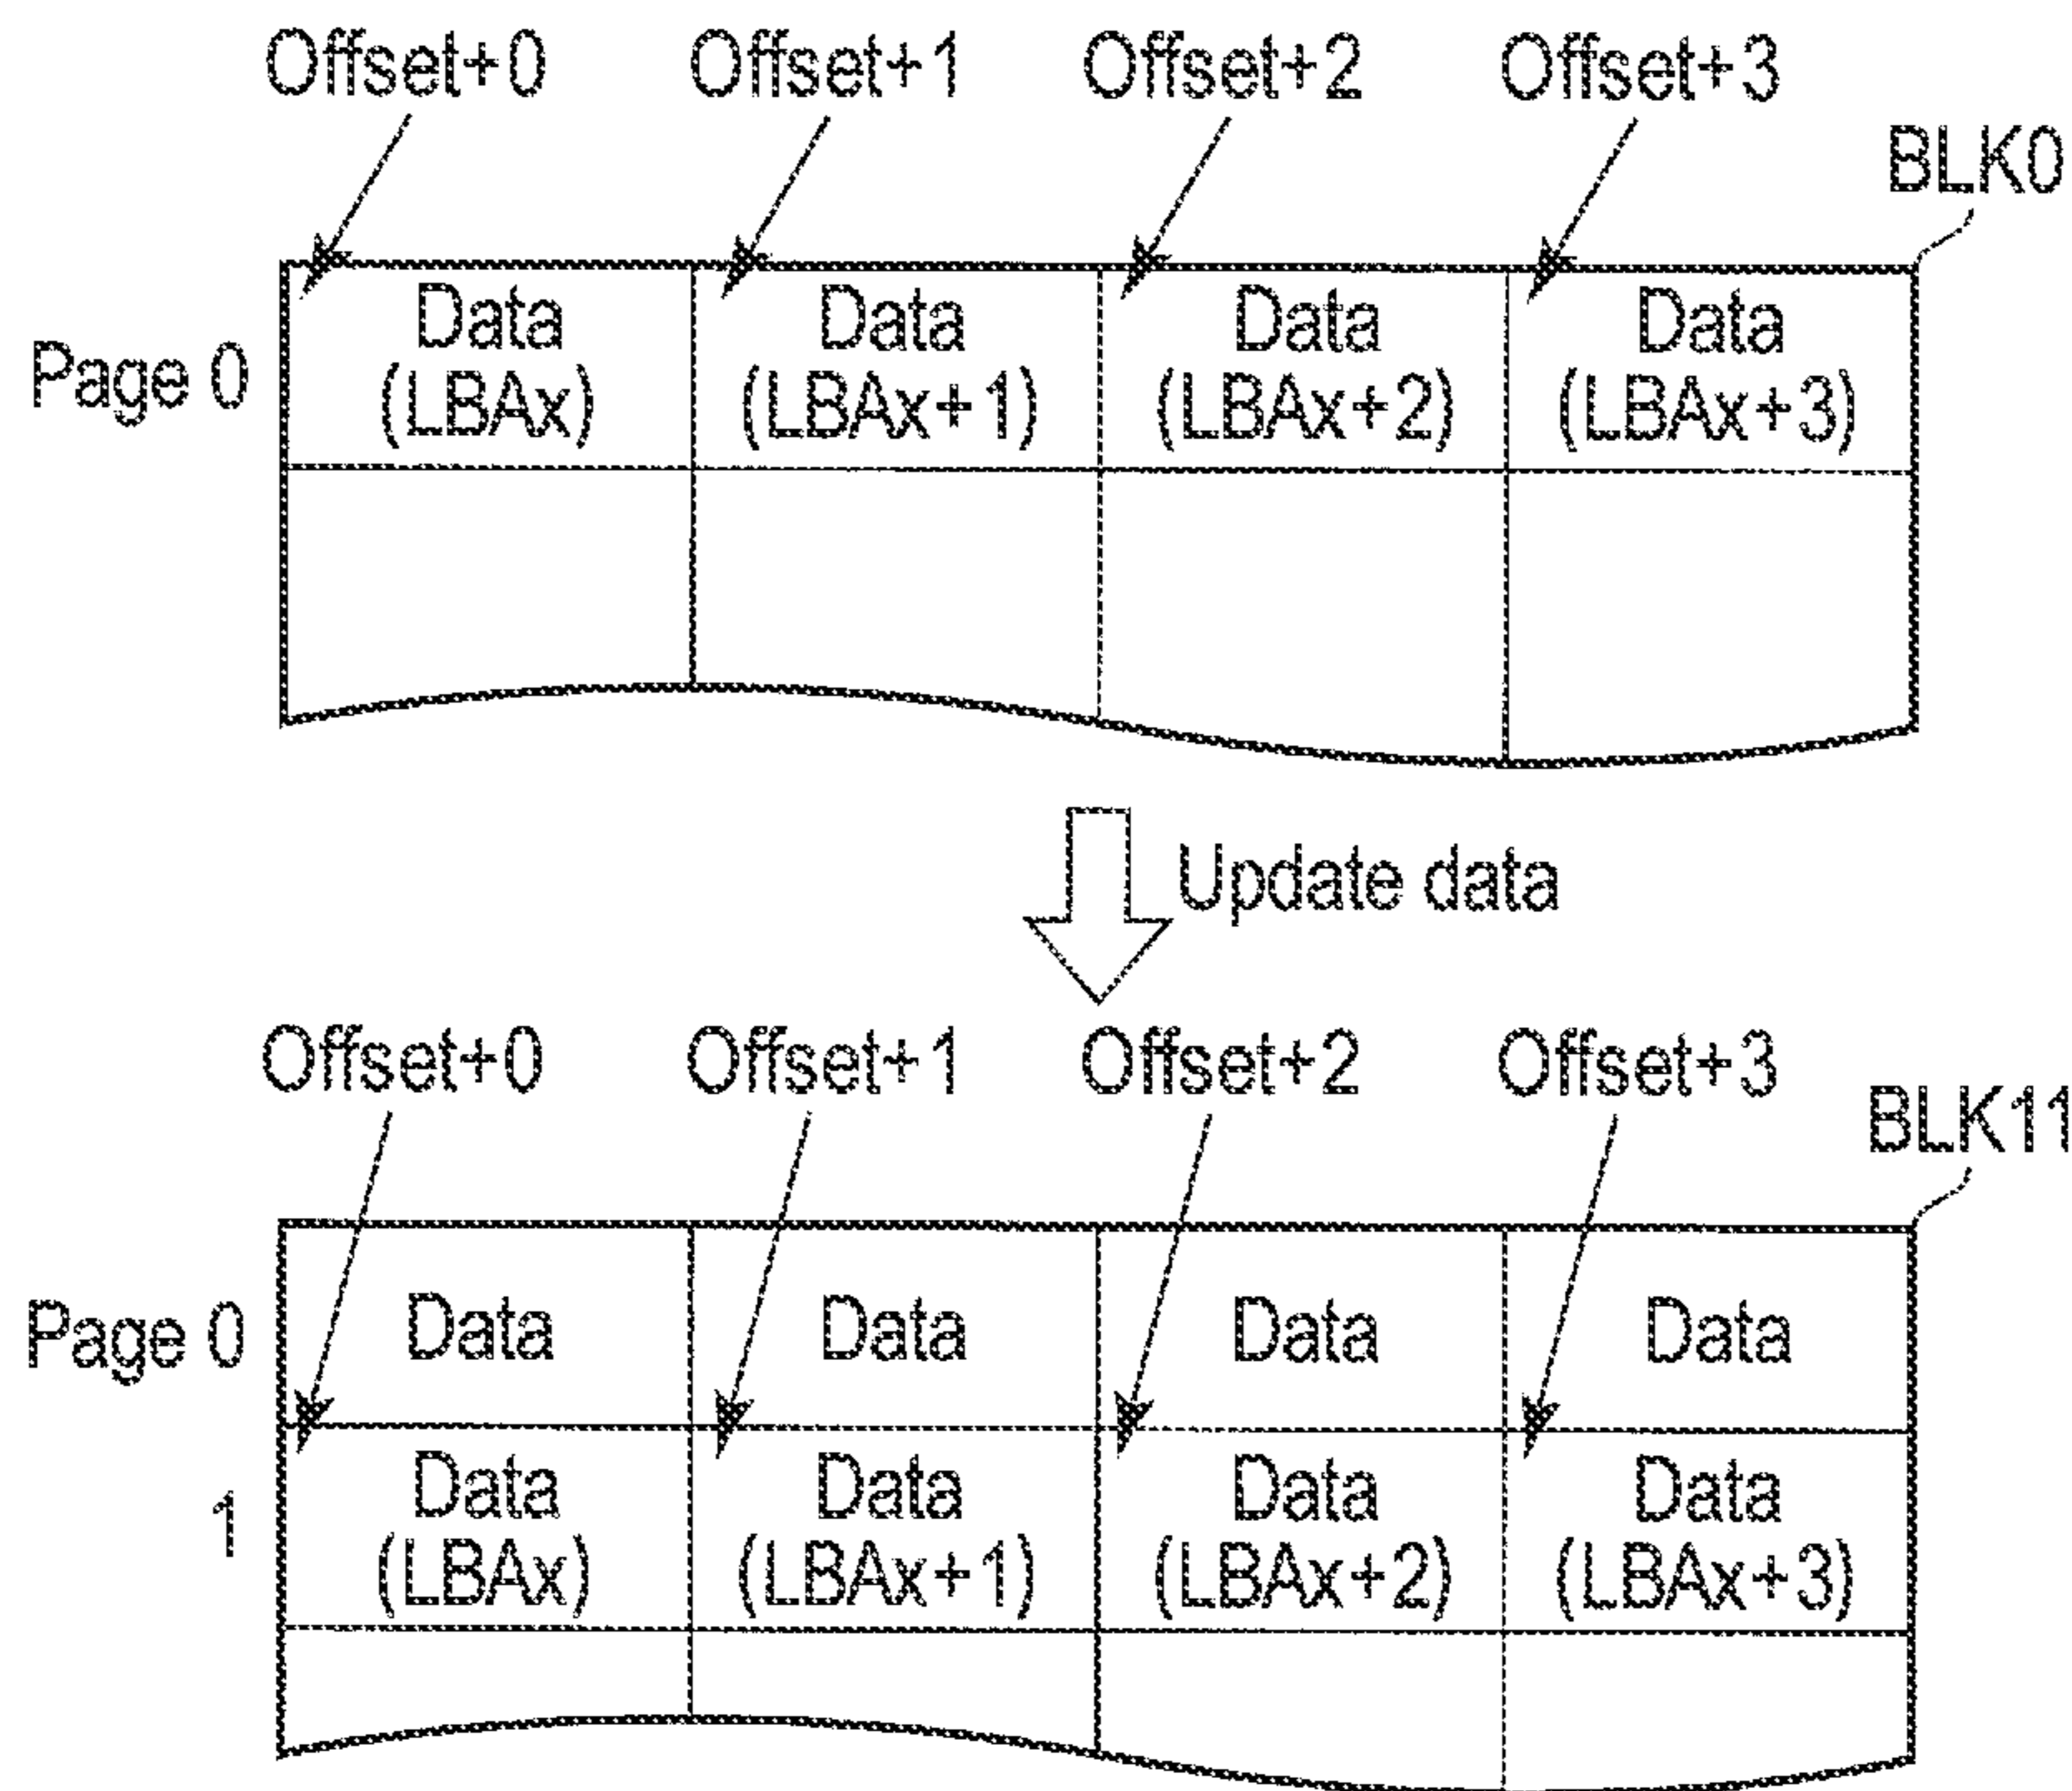 Offset+0 Offset+1 Offset+2 Offset+3
BLK0
Page 0
Data Data Data Data
(LBAx) (LBAx+1) (LBAx+2) (LBAx+3)
Update data
Offset+0 Offset+1 Offset+2 Offset+3
BLK11
Page 0 Data Data Data Data
1
Data Data Data Data
(LBAx) (LBAx+1) (LBAx+2) (LBAx+3)